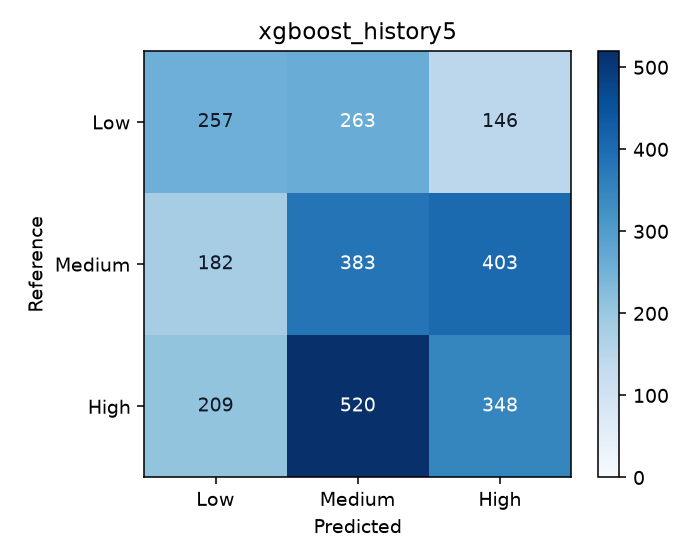 xgboost_history5
Low 257 263 146
Medium 182 383 403
High 209 520 348
Low Medium High
Predicted
Reference
500
400
300
200
100
0